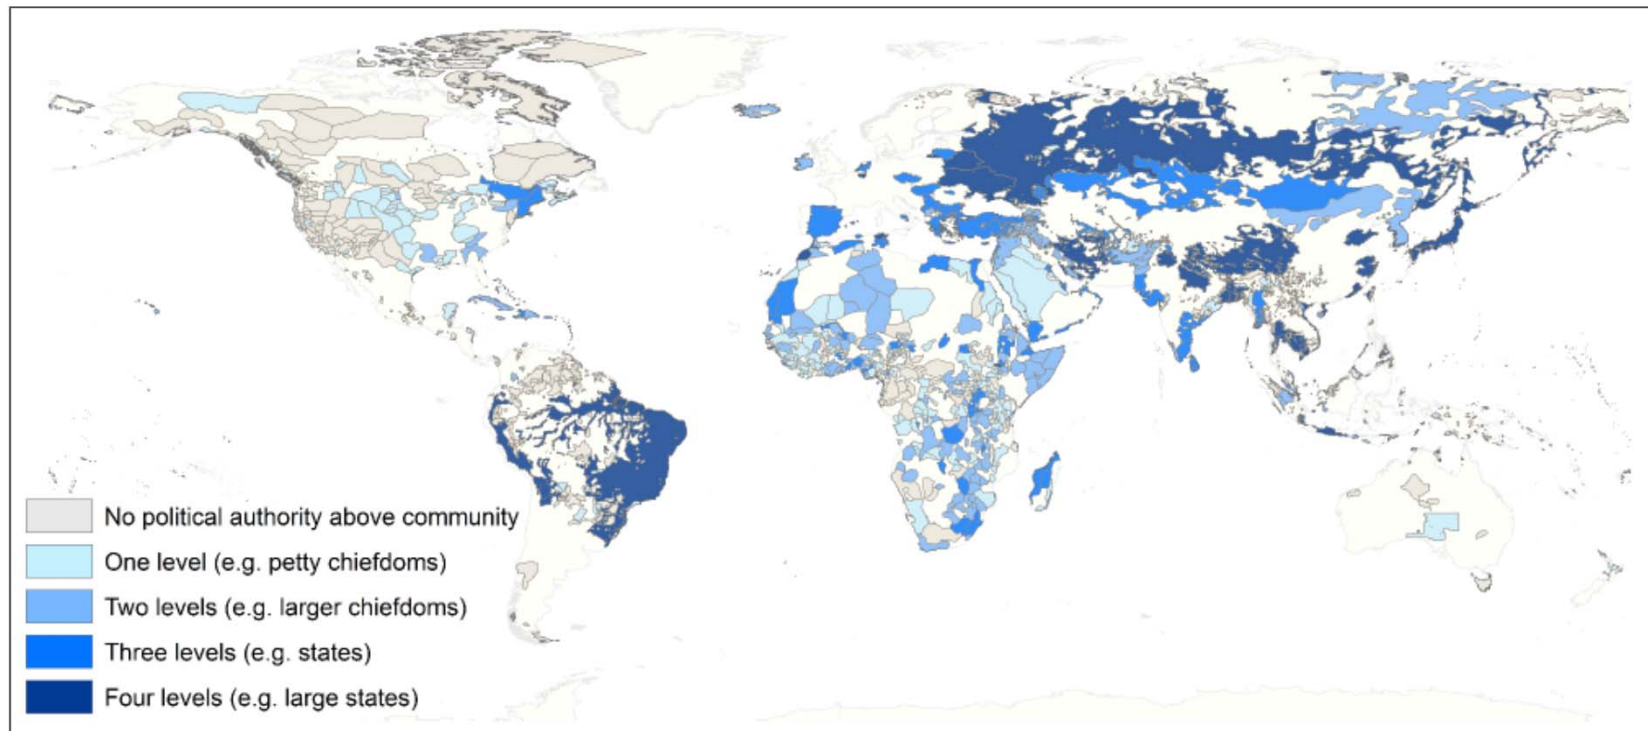 No political authority above community
One level (e.g. petty chiefdoms)
Two levels (e.g. larger chiefdoms)
Three levels (e.g. states)
Four levels (e.g. large states)